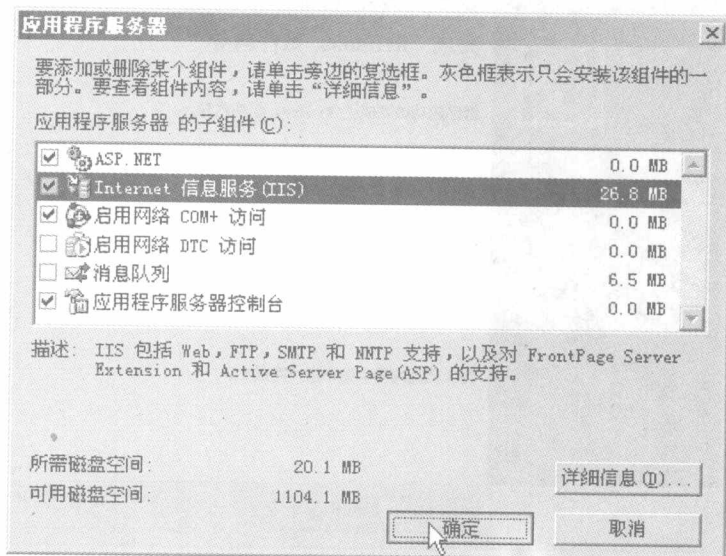 应用程序服务器
要添加或删除某个组件，请单击旁边的复选框。灰色框表示只会安装该组件的一
部分。要查看组件内容，请单击“详细信息”。
应用程序服务器 的子组件(C):
ASP.NET 0.0 MB
Internet 信息服务(IIS) 26.8 MB
启用网络 COM+ 访问 0.0 MB
启用网络 DTC 访问 0.0 MB
消息队列 6.5 MB
应用程序服务器控制台 0.0 MB
描述: IIS 包括 Web，FTP，SMTP 和 NNTP 支持，以及对 FrontPage Server
Extension 和 Active Server Page(ASP) 的支持。
所需磁盘空间: 20.1 MB
可用磁盘空间: 1104.1 MB
详细信息(D)...
确定 取消